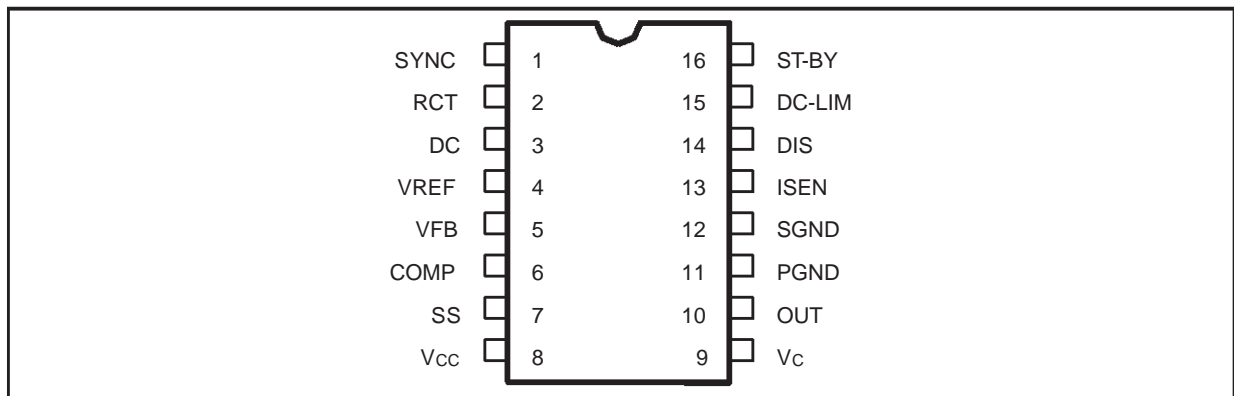 SYNC 1 16 ST-BY
RCT 2 15 DC-LIM
DC 3 14 DIS
VREF 4 13 ISEN
VFB 5 12 SGND
COMP 6 11 PGND
SS 7 10 OUT
VCC 8 9 VC